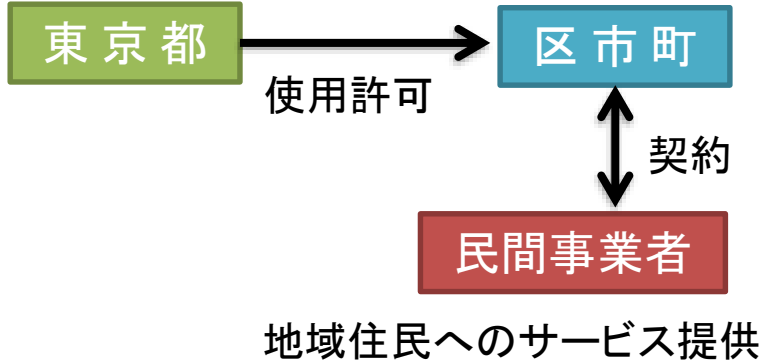 東京都
区市町
使用許可
契約
民間事業者
地域住民へのサービス提供